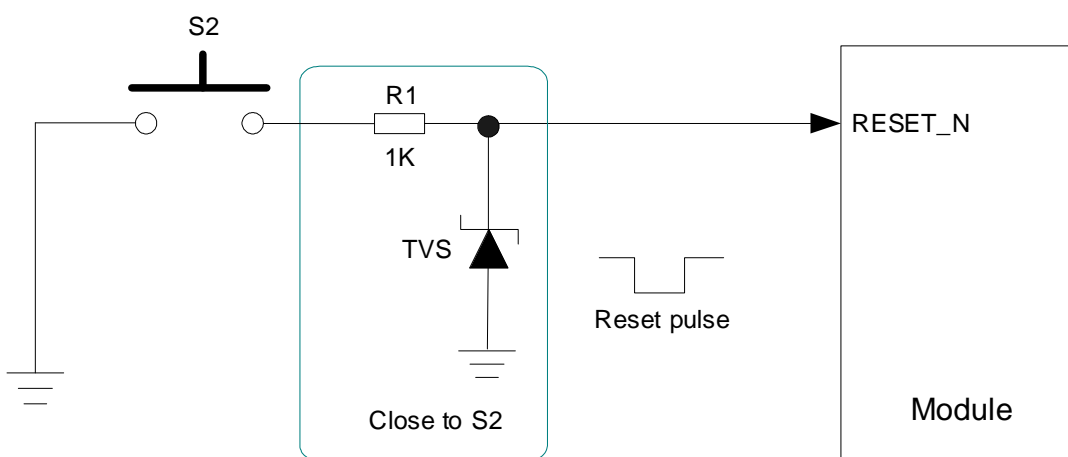 S2
R1
1K
RESET_N
TVS
Reset pulse
Close to S2
Module